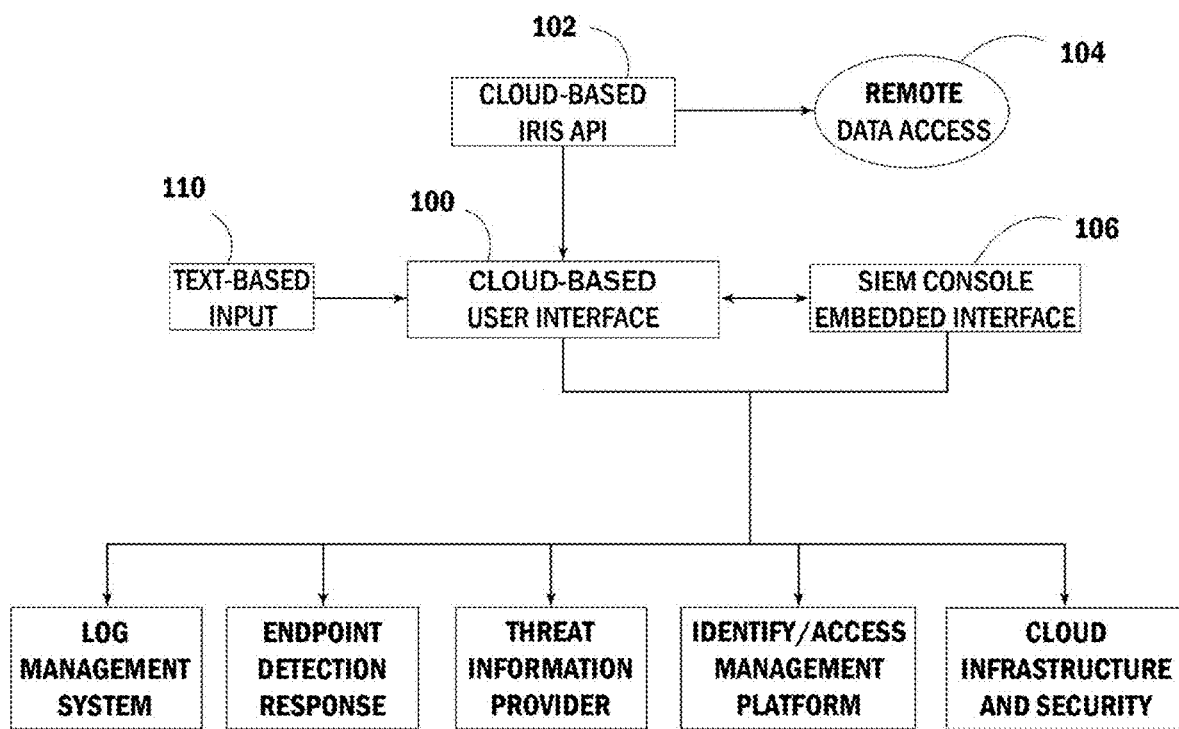 102
CLOUD-BASED
IRIS API
104
REMOTE
DATA ACCESS
110
TEXT-BASED
INPUT
100
CLOUD-BASED
USER INTERFACE
106
SIEM CONSOLE
EMBEDDED INTERFACE
LOG
MANAGEMENT
SYSTEM
ENDPOINT
DETECTION
RESPONSE
THREAT
INFORMATION
PROVIDER
IDENTIFY/ACCESS
MANAGEMENT
PLATFORM
CLOUD
INFRASTRUCTURE
AND SECURITY